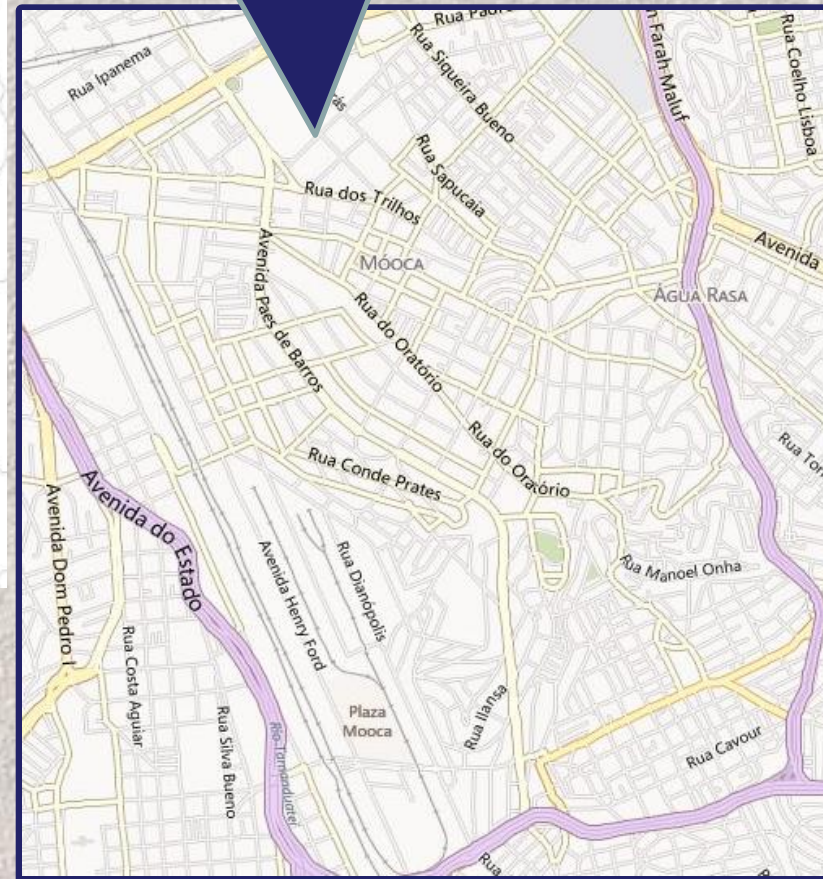 Rua Ipanema
Rua Siqueira Bueno
Rua Coelho Lisboa
Rua Sapucaia
Rua dos Trilhos
MÓOCA
Avenida
ÁGUA RASA
Avenida Paes de Barros
Rua do Oratório
Rua do Oratório
Rua Conde Prates
Avenida do Estado
Avenida Dom Pedro I
Avenida Henry Ford
Rua Dianópolis
Rua Manoel Onha
Rua Costa Aguiar
Rua Silva Bueno
Rio Tamanduateí
Plaza
Mooca
Rua Ilansa
Rua Cavour
Rua